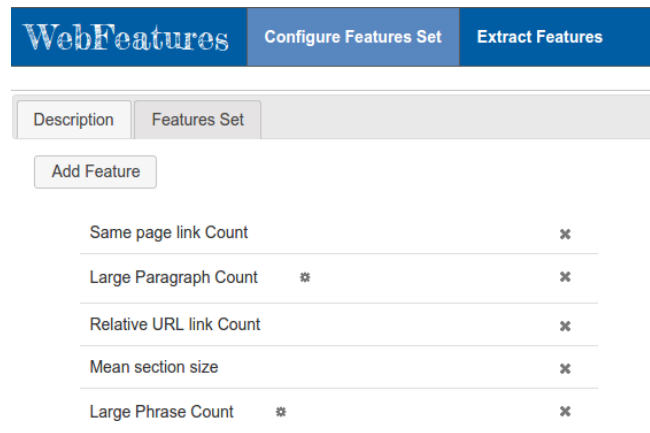 WebFeatures Configure Features Set Extract Features
Description Features Set
Add Feature
Same page link Count
Large Paragraph Count
Relative URL link Count
Mean section size
Large Phrase Count